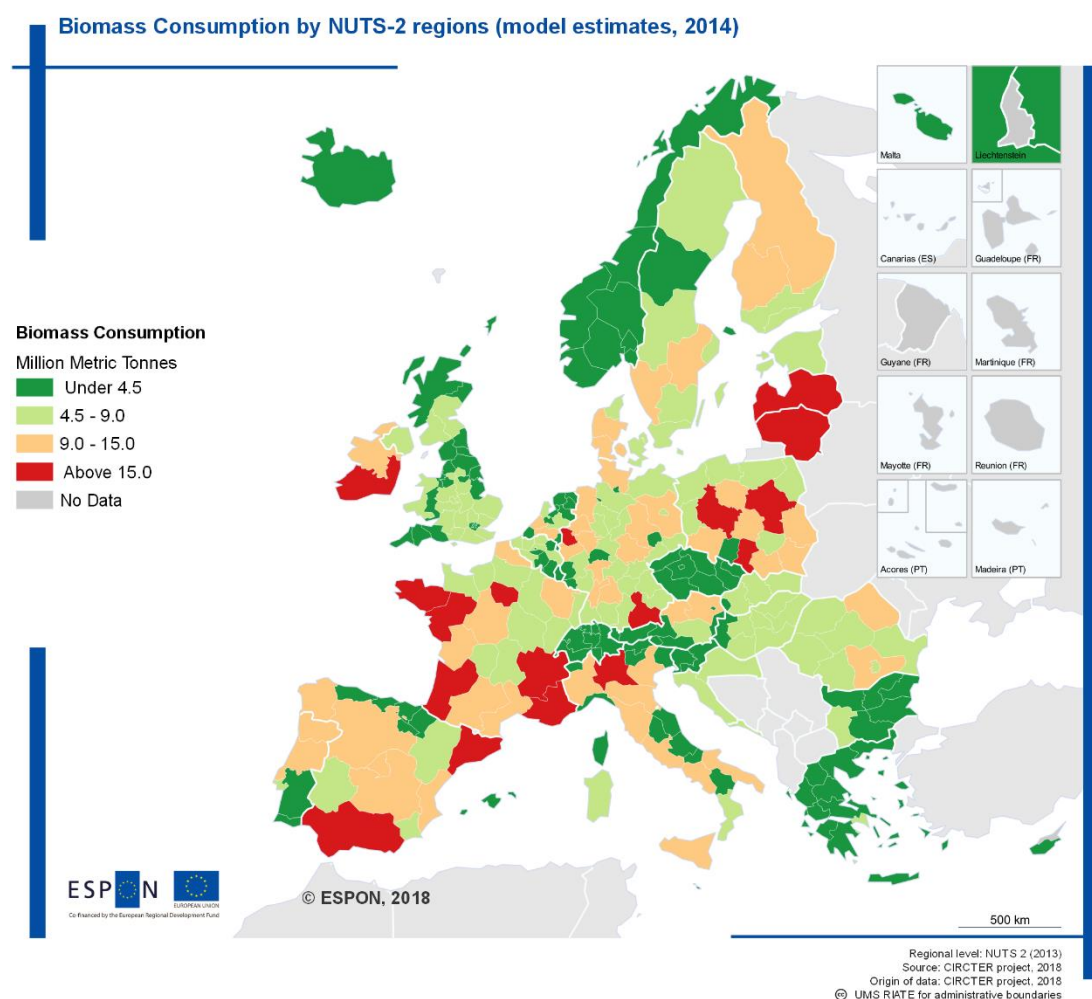 Biomass Consumption by NUTS-2 regions (model estimates, 2014)
Malta
Liechtenstein
Canarias (ES)
Guadeloupe (FR)
Guyane (FR)
Martinique (FR)
Mayotte (FR)
Reunion (FR)
Acores (PT)
Madeira (PT)
Biomass Consumption
Million Metric Tonnes
Under 4.5
4.5 - 9.0
9.0 - 15.0
Above 15.0
No Data
ESPON
EUROPEAN UNION
Co-financed by the European Regional Development Fund
© ESPON, 2018
500 km
Regional level: NUTS 2 (2013)
Source: CIRCTER project, 2018
Origin of data: CIRCTER project, 2018
UMS RIATE for administrative boundaries